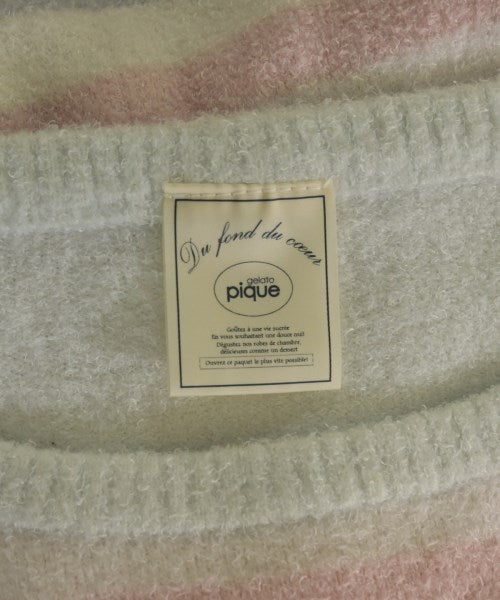 Du fond du cœur
gelato
pique
Goûtez à une vie sucrée
En vous souhaitant une douce nuit
Dégustez, nos robes de chambre,
délicieuses comme un dessert
Ouvrez ce paquet le plus vite possible!